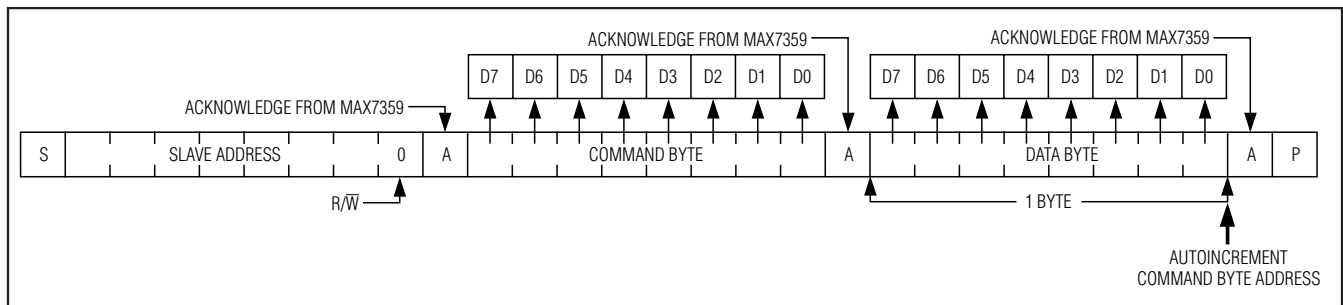 ACKNOWLEDGE FROM MAX7359 ACKNOWLEDGE FROM MAX7359
D7 D6 D5 D4 D3 D2 D1 D0 D7 D6 D5 D4 D3 D2 D1 D0
ACKNOWLEDGE FROM MAX7359
S SLAVE ADDRESS 0 A COMMAND BYTE A DATA BYTE A P
R/W̅ 1 BYTE
AUTOINCREMENT
COMMAND BYTE ADDRESS